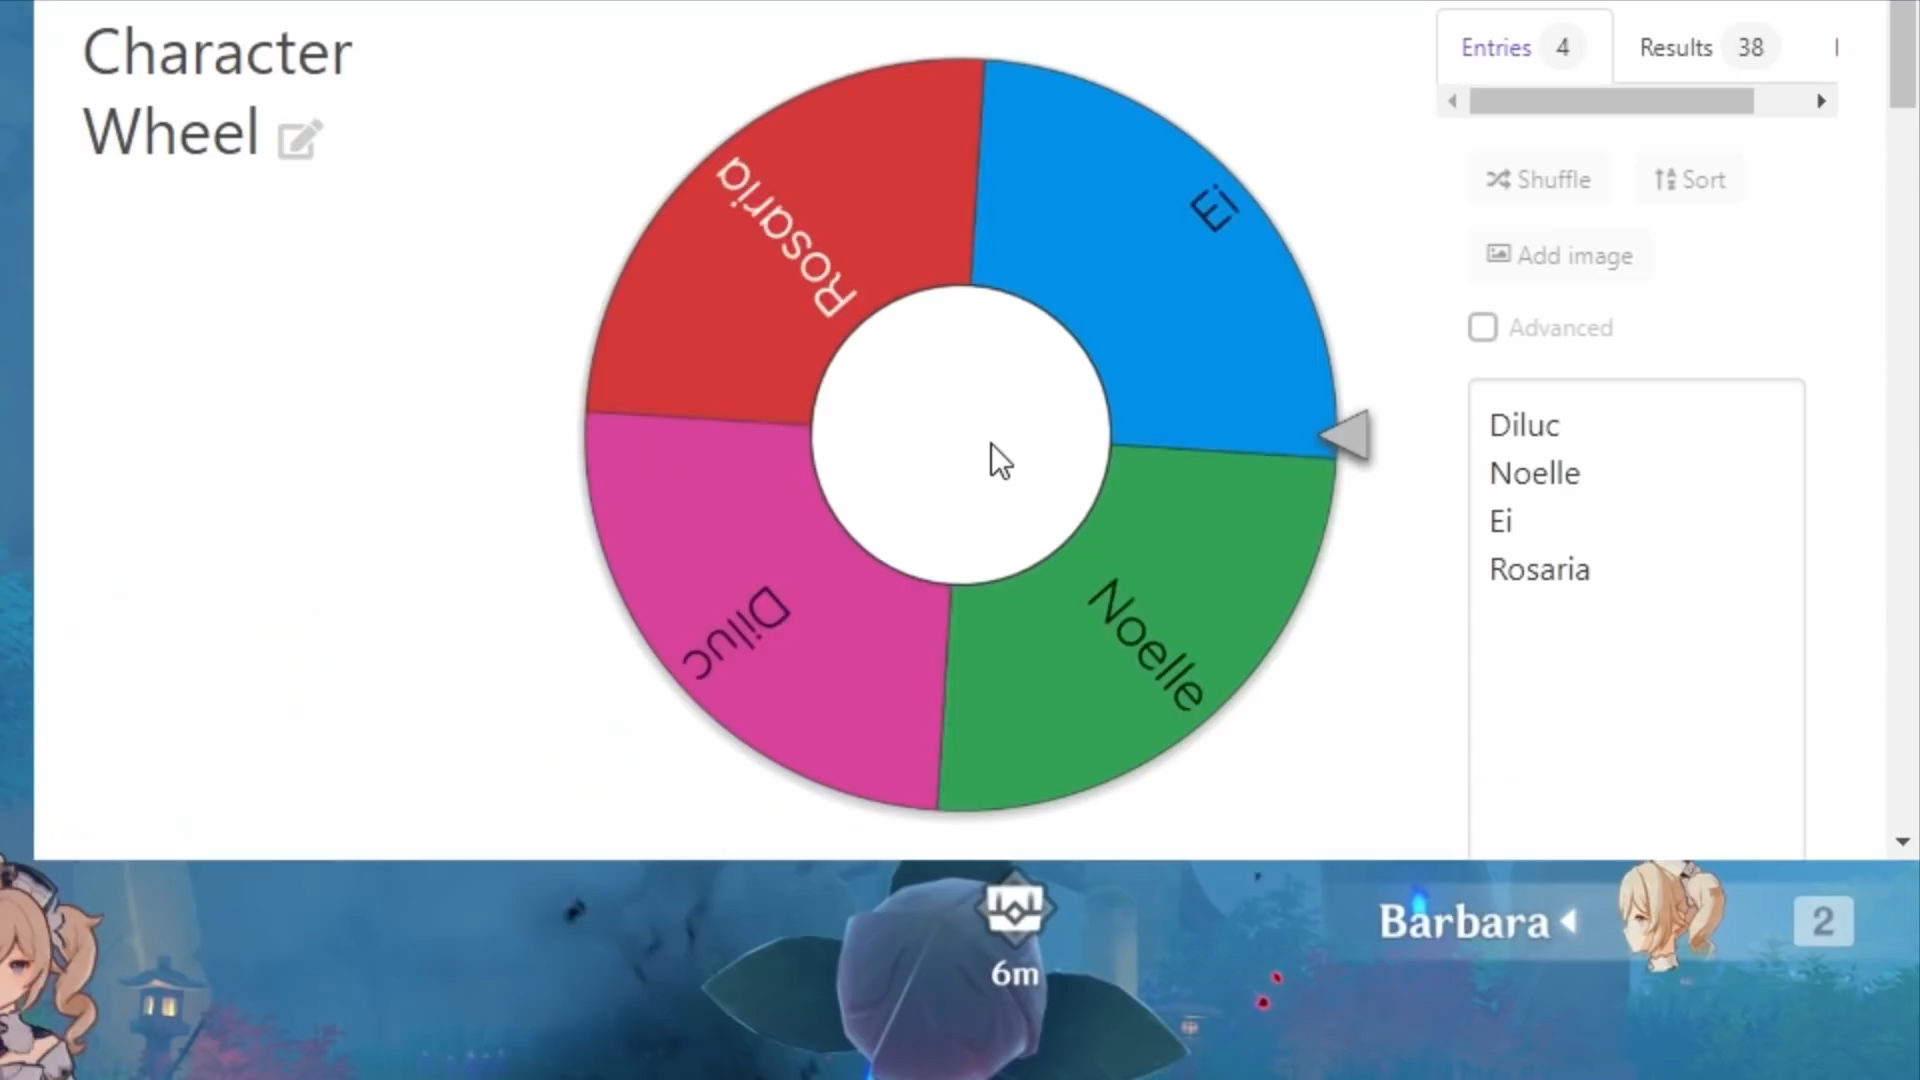 Character
Wheel
Entries 4
Results 38
Shuffle
Sort
Add image
Advanced
Rosaria
Ei
Diluc
Noelle
Diluc
Noelle
Ei
Rosaria
6m
Barbara
2